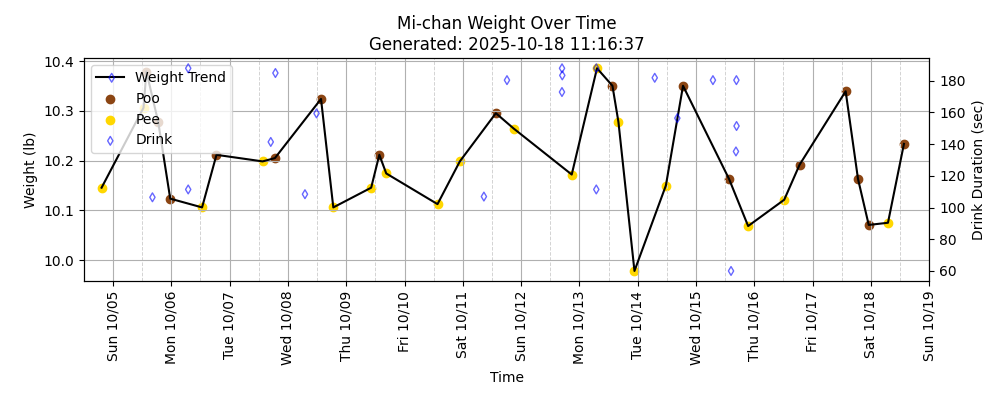 Mi-chan Weight Over Time
Generated: 2025-10-18 11:16:37
Weight Trend
Poo
Pee
Drink
Weight (lb)
10.4
10.3
10.2
10.1
10.0
Drink Duration (sec)
180
160
140
120
100
80
60
Sun 10/05
Mon 10/06
Tue 10/07
Wed 10/08
Thu 10/09
Fri 10/10
Sat 10/11
Sun 10/12
Mon 10/13
Tue 10/14
Wed 10/15
Thu 10/16
Fri 10/17
Sat 10/18
Sun 10/19
Time